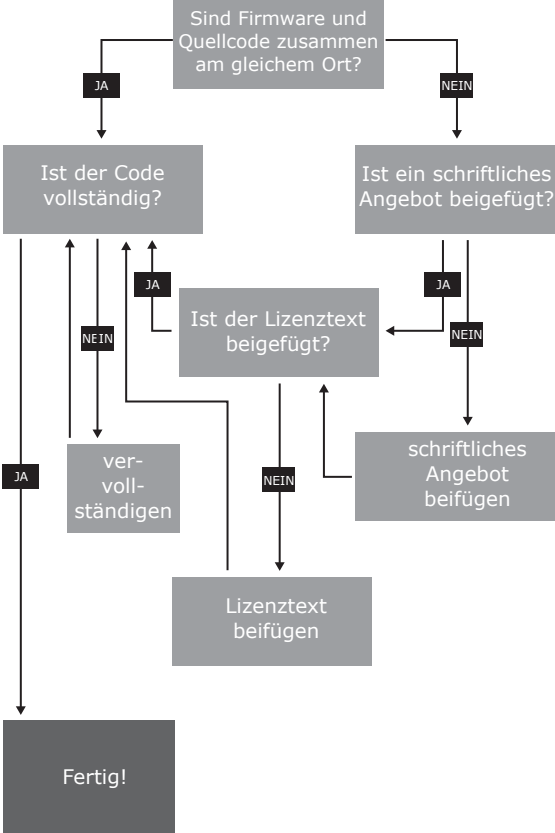 Sind Firmware und
Quellcode zusammen
am gleichem Ort?
JA
NEIN
Ist der Code
vollständig?
Ist ein schriftliches
Angebot beigefügt?
JA
JA
Ist der Lizenztext
beigefügt?
NEIN
NEIN
ver-
voll-
ständigen
schriftliches
Angebot
beifügen
JA
NEIN
Lizenztext
beifügen
Fertig!